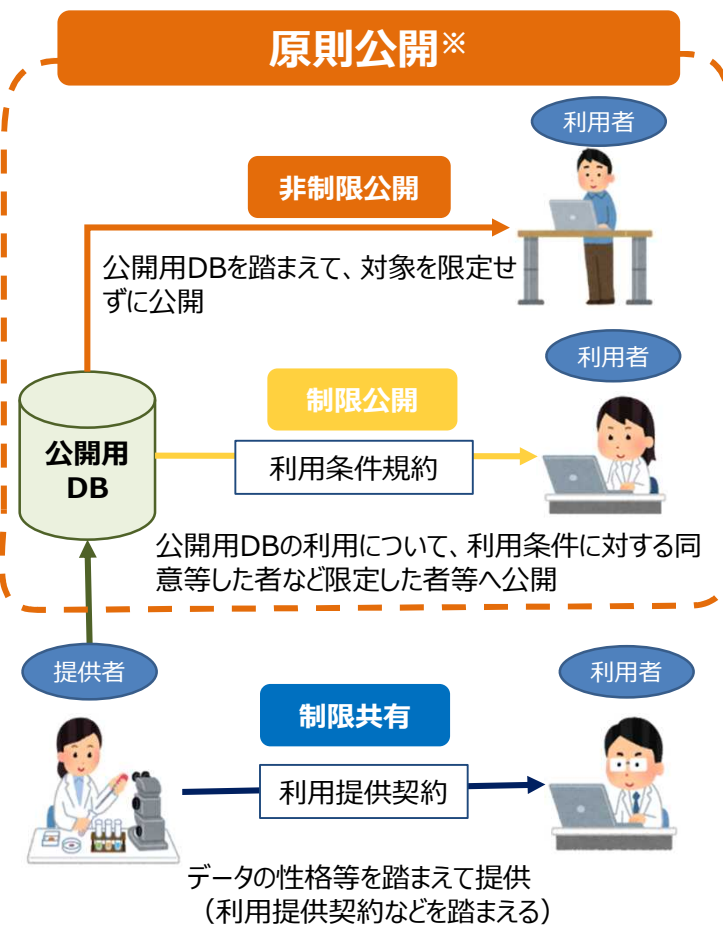 原則公開※
利用者
非制限公開
公開用DBを踏まえて、対象を限定せ
ずに公開
利用者
制限公開
公開用
DB
利用条件規約
公開用DBの利用について、利用条件に対する同
意等した者など限定した者等へ公開
提供者
利用者
制限共有
利用提供契約
データの性格等を踏まえて提供
（利用提供契約などを踏まえる）